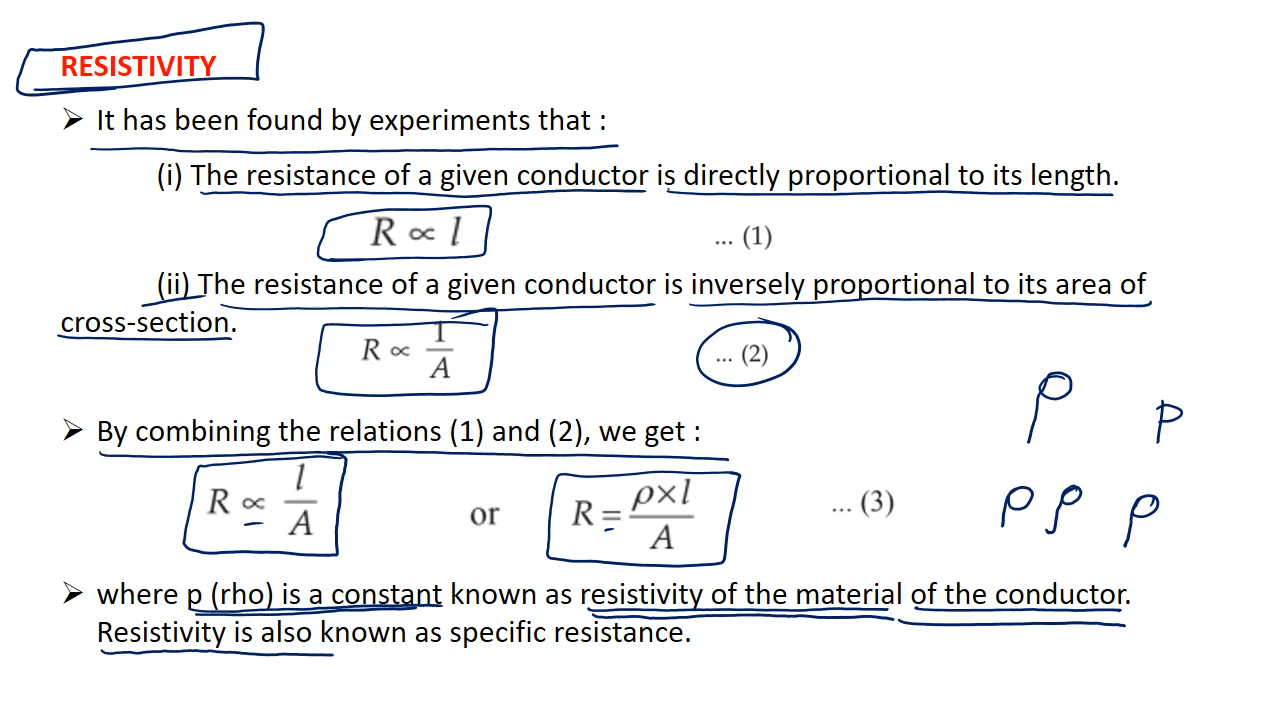 RESISTIVITY
➢ It has been found by experiments that :
(i) The resistance of a given conductor is directly proportional to its length.
R ∝ l ... (1)
(ii) The resistance of a given conductor is inversely proportional to its area of
cross-section.
R ∝ 1/A ... (2)
ρ P
➢ By combining the relations (1) and (2), we get :
R ∝ l/A or R = ρ×l/A ... (3)
ρ ρ ρ
➢ where p (rho) is a constant known as resistivity of the material of the conductor.
Resistivity is also known as specific resistance.